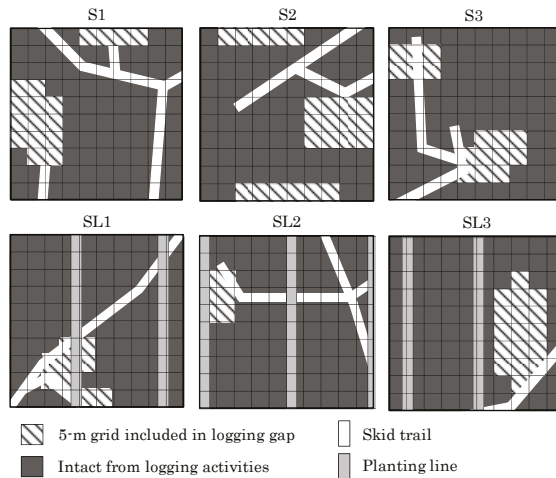 S1
S2
S3
SL1
SL2
SL3
5-m grid included in logging gap
Skid trail
Intact from logging activities
Planting line